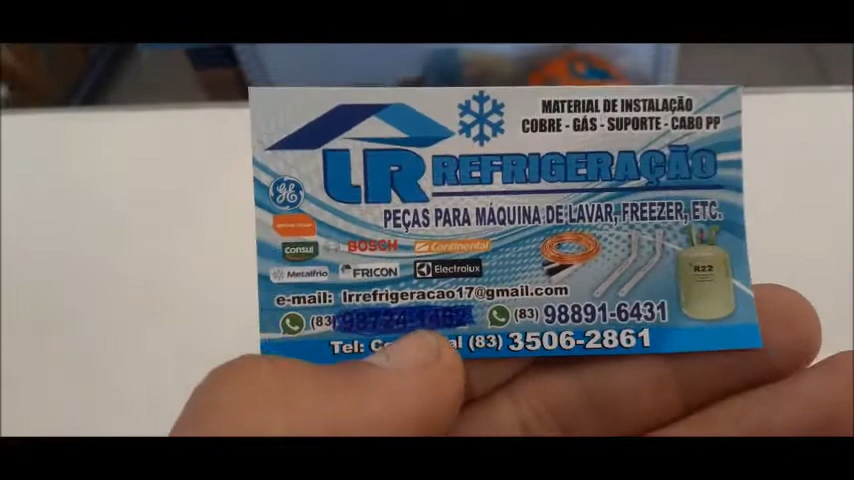 MATERIAL DE INSTALAÇÃO
COBRE - GÁS - SUPORTE - CABO PP
LR REFRIGERAÇÃO
PEÇAS PARA MÁQUINA DE LAVAR, FREEZER, ETC.
GE
CONSUL
BOSCH
Continental
Metalfrio
FRICON
Electrolux
R22
e-mail: lrrefrigeracao17@gmail.com
(83)
(83) 98891-6431
Tel: (83) 3506-2861